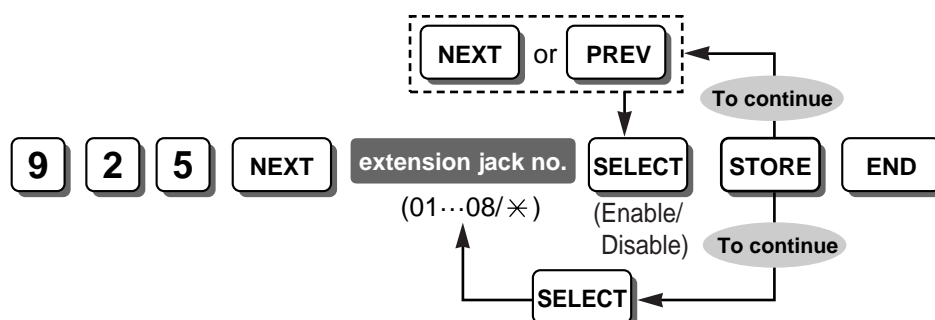 NEXT or PREV
To continue
9 2 5 NEXT extension jack no. SELECT STORE END
(01···08/✳) (Enable/
Disable)
To continue
SELECT